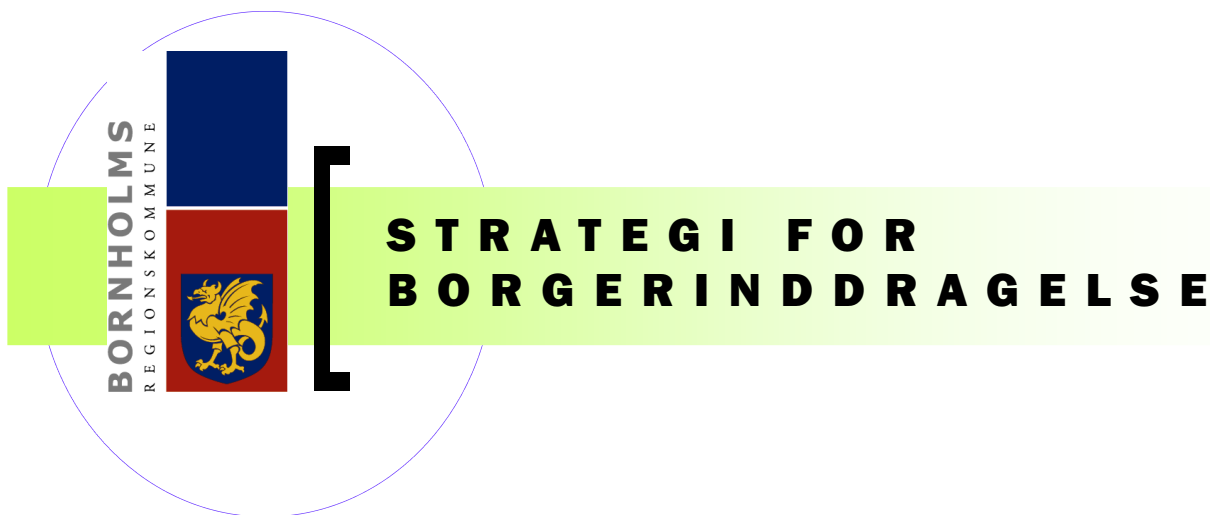 BORNHOLMS
REGIONSKOMMUNE
STRATEGI FOR
BORGERINDDRAGELSE